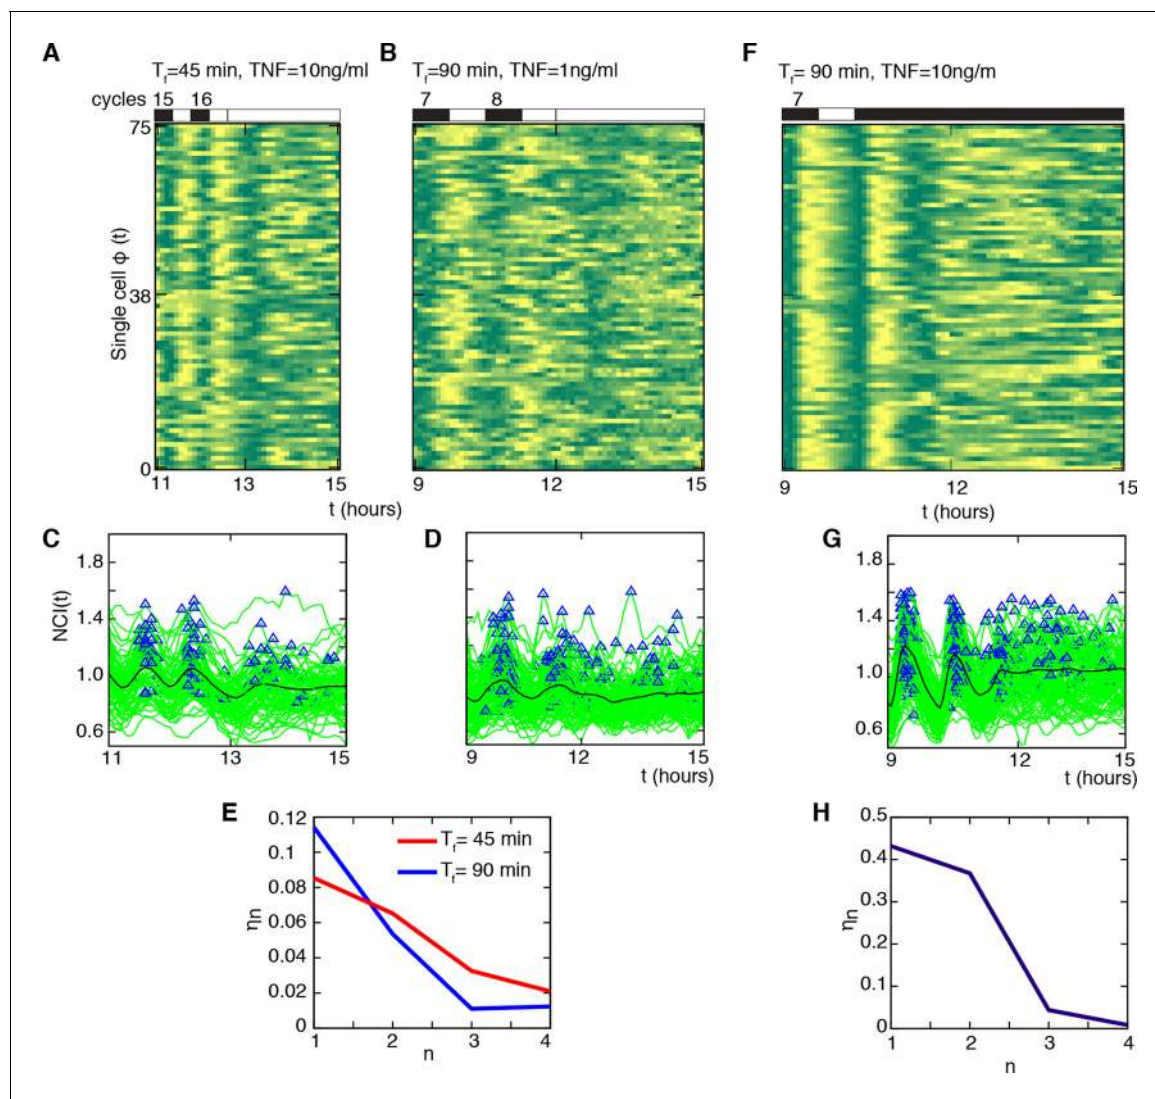 A
T_f=45 min, TNF=10ng/ml
cycles 15 16
75
38
0
Single cell ϕ (t)
11 13 15
B
T_f=90 min, TNF=1ng/ml
7 8
9 12 15
t (hours)
F
T_f= 90 min, TNF=10ng/m
7
9 12 15
t (hours)
C
NCI(t)
1.8
1.4
1.0
0.6
11 13 15
D
9 12 15
t (hours)
G
1.8
1.4
1.0
0.6
9 12 15
t (hours)
E
η_n
0.12
0.1
0.08
0.06
0.04
0.02
0
T_f= 45 min
T_f= 90 min
1 2 3 4
n
H
η_n
0.5
0.4
0.3
0.2
0.1
0
1 2 3 4
n